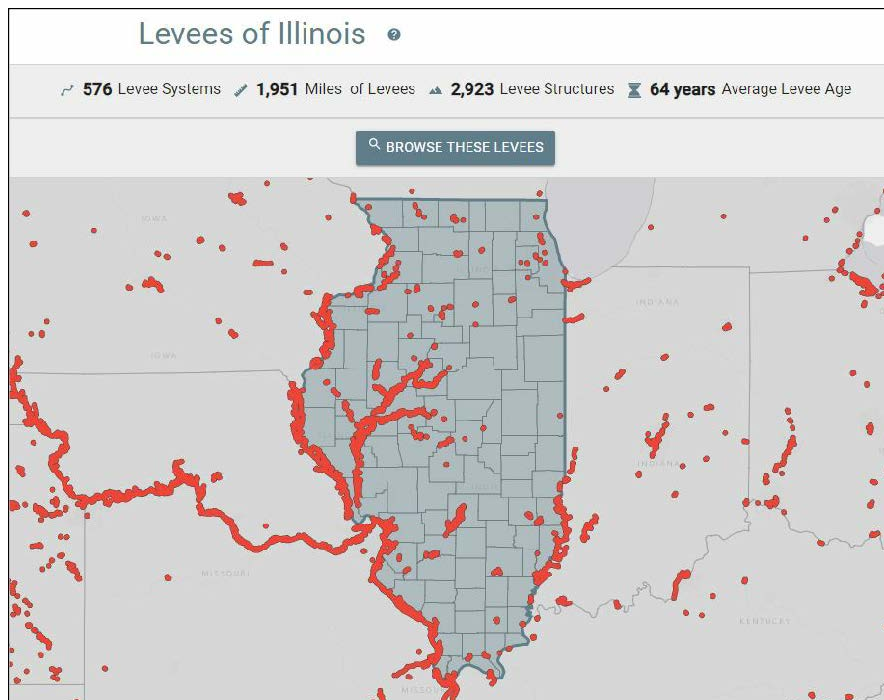 Levees of Illinois ?
576 Levee Systems 1,951 Miles of Levees 2,923 Levee Structures 64 years Average Levee Age
BROWSE THESE LEVEES
IOWA
INDIANA
IOWA
INDIANA
MISSOURI
KENTUCKY